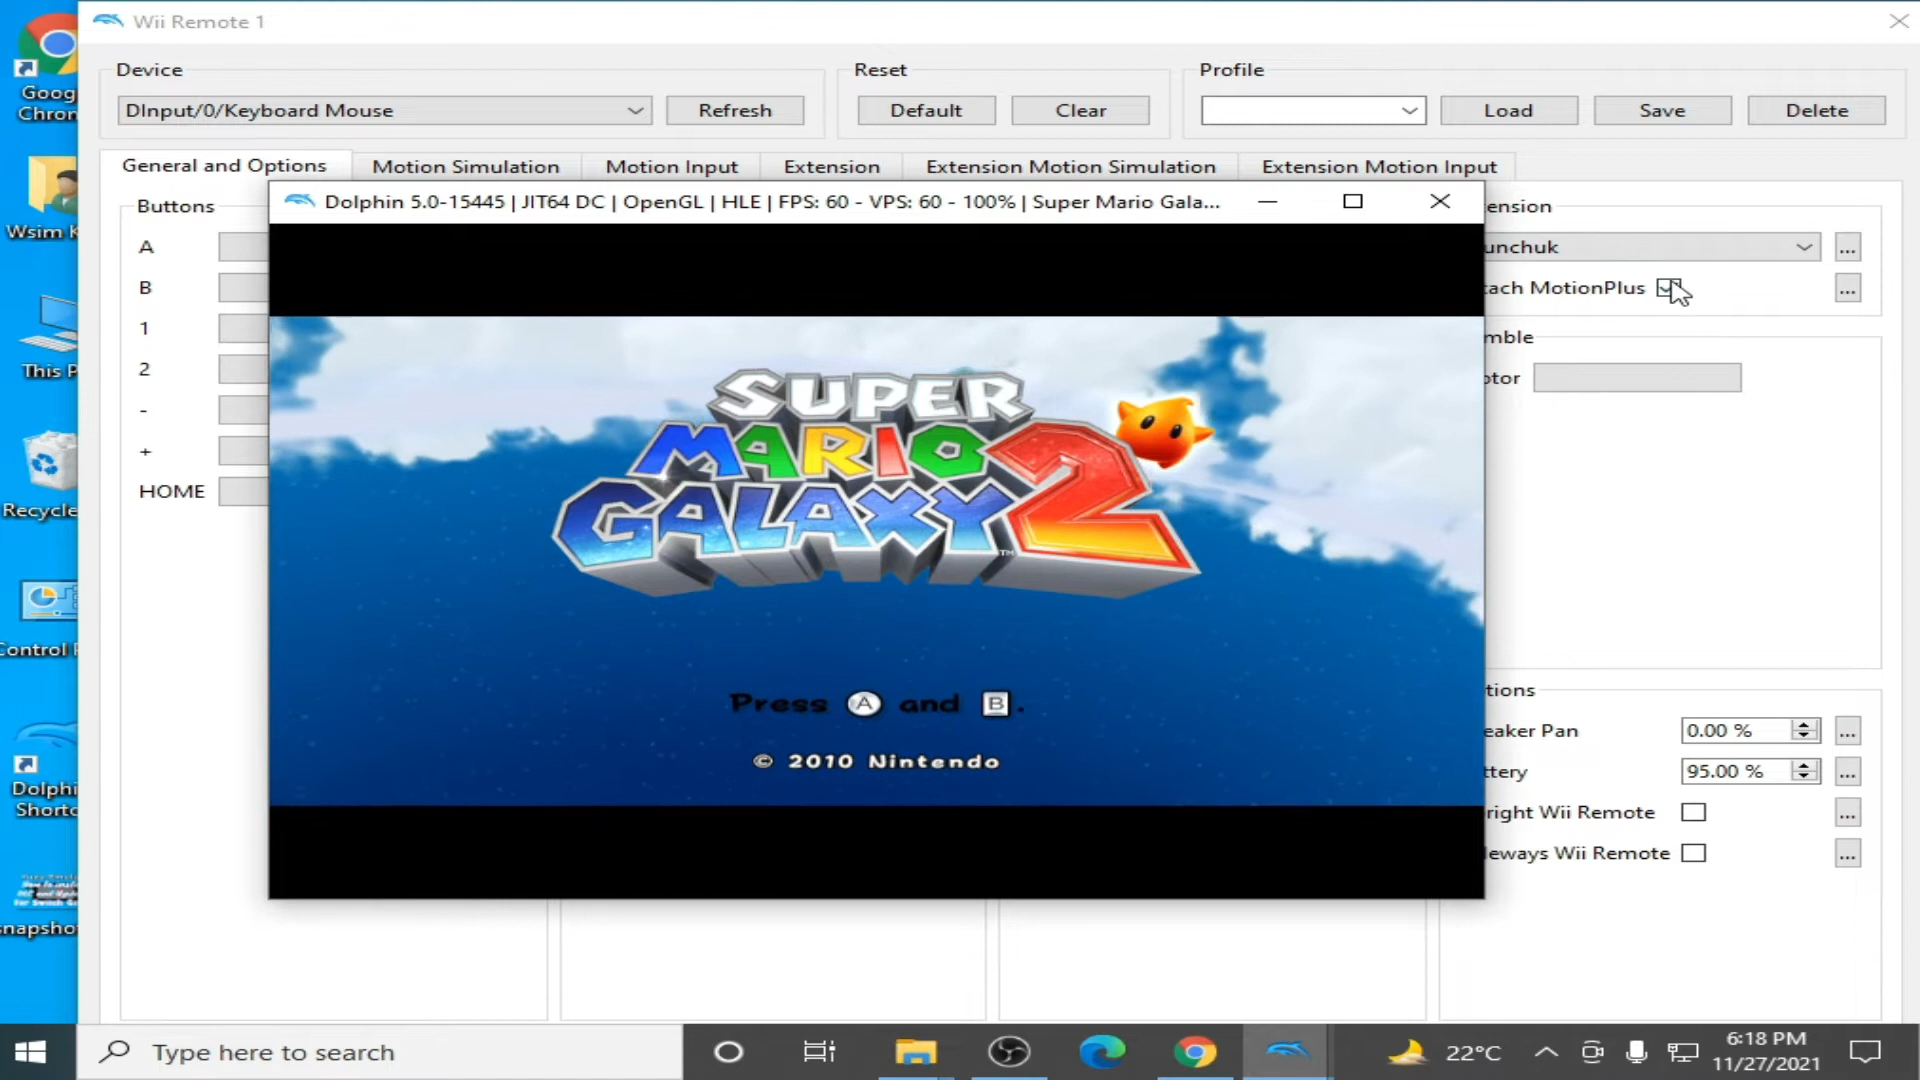 Wii Remote 1
Device
Reset
Profile
DInput/0/Keyboard Mouse
Refresh
Default
Clear
Load
Save
Delete
General and Options
Motion Simulation
Motion Input
Extension
Extension Motion Simulation
Extension Motion Input
Buttons
A
B
1
2
-
+
HOME
Dolphin 5.0-15445 | JIT64 DC | OpenGL | HLE | FPS: 60 - VPS: 60 - 100% | Super Mario Gala...
SUPER
MARIO
GALAXY 2
TM
Press A and B.
© 2010 Nintendo
ension
unchuk
...
tach MotionPlus
...
mble
otor
tions
eaker Pan
0.00 %
...
ttery
95.00 %
...
right Wii Remote
...
leways Wii Remote
...
Goog
Chron
Wsim K
This P
Recycle
Control
Dolphi
Shortc
snapsho
Type here to search
22°C
6:18 PM
11/27/2021